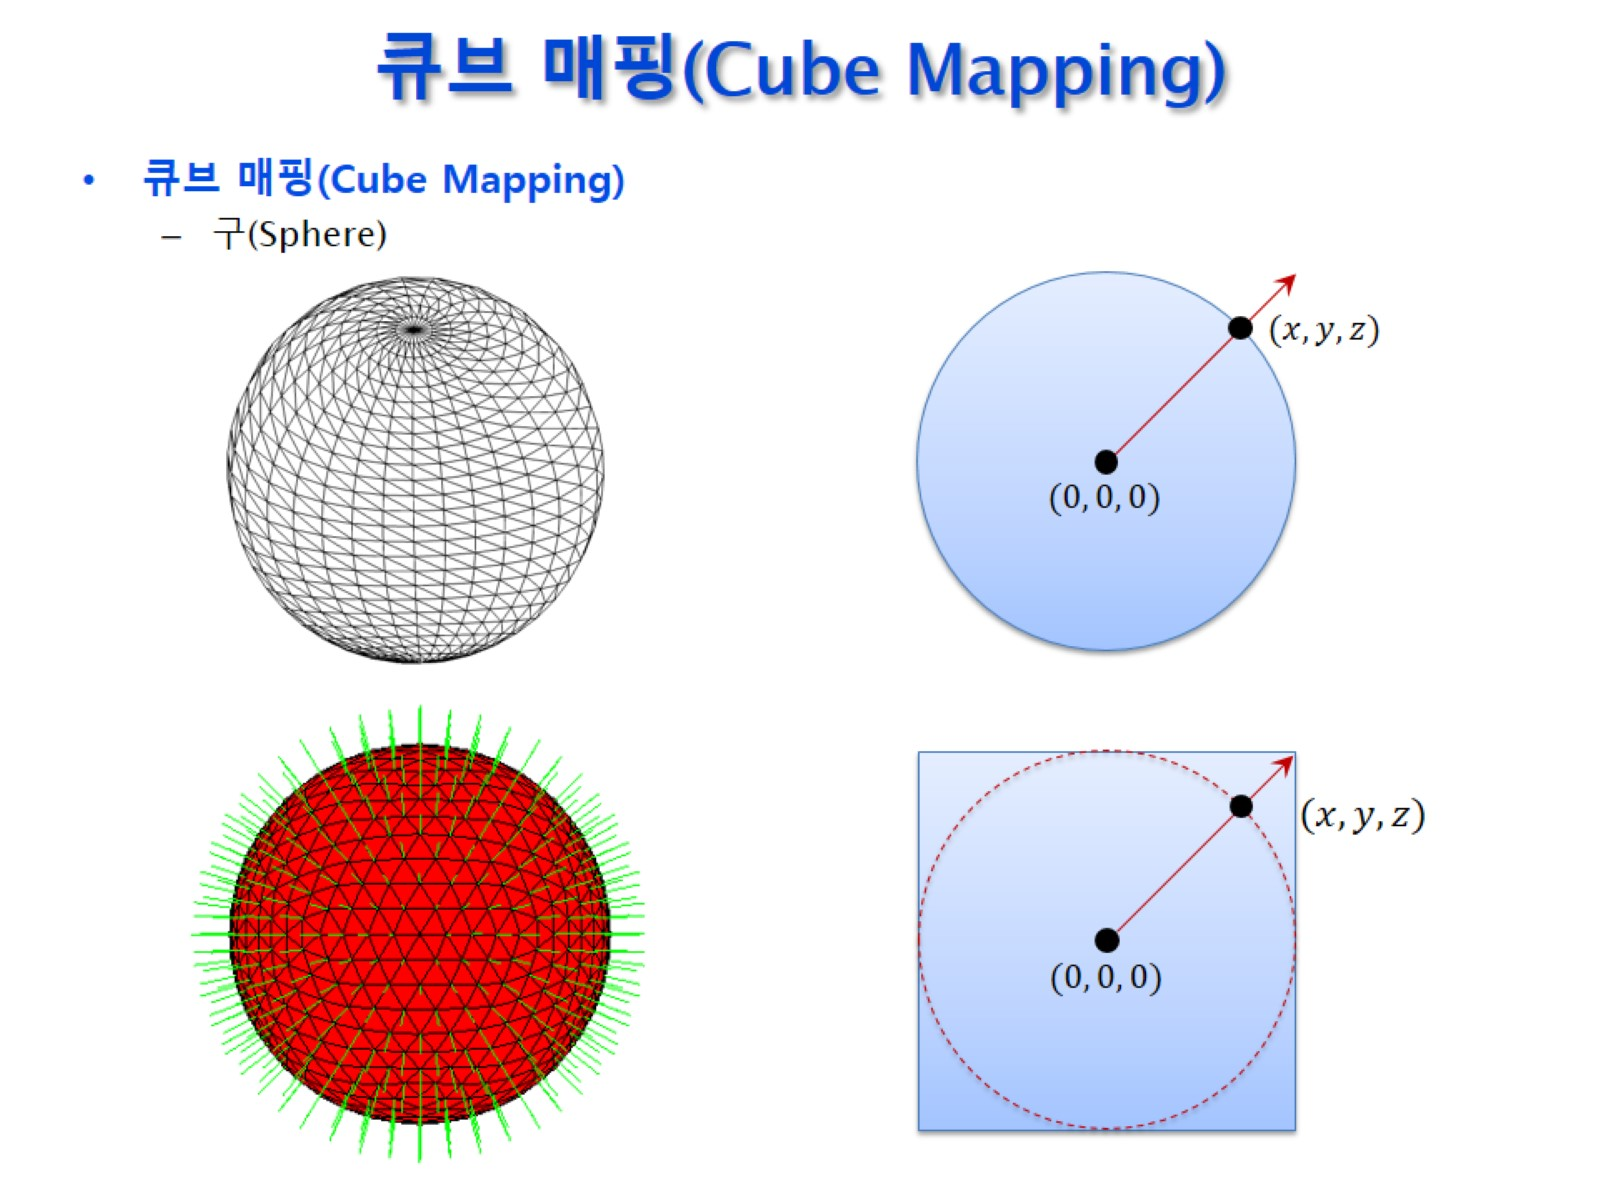 큐브 매핑(Cube Mapping)
• 큐브 매핑(Cube Mapping)
– 구(Sphere)
(x, y, z)
(0, 0, 0)
(x, y, z)
(0, 0, 0)